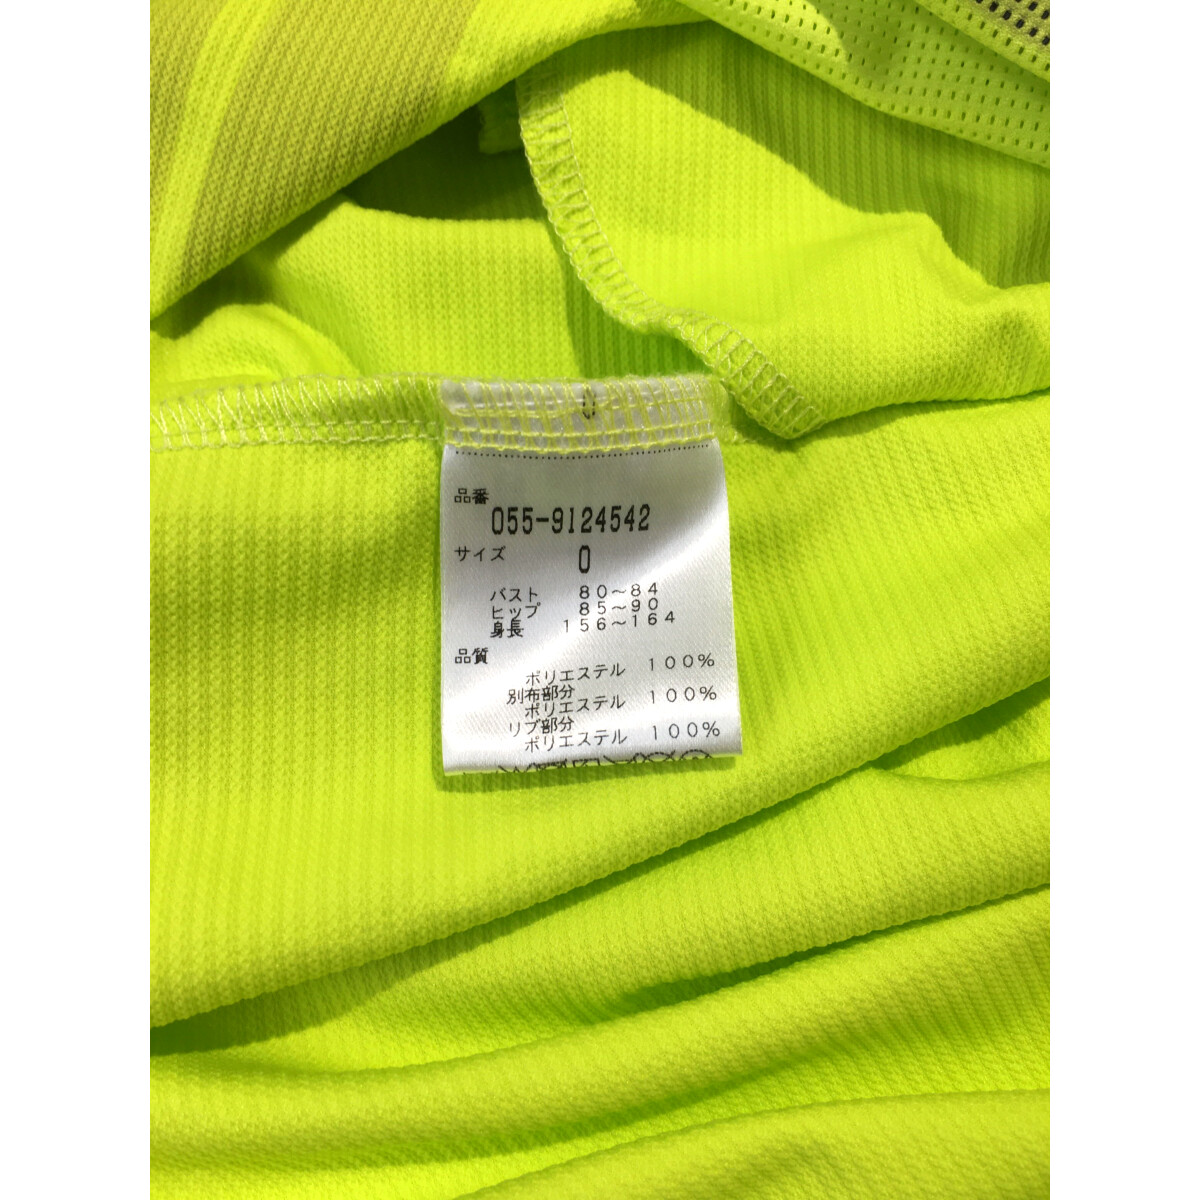 品番
055-9124542
サイズ 0
バスト 80～84
ヒップ 85～90
身長 156～164
品質
ポリエステル 100%
別布部分
ポリエステル 100%
リブ部分
ポリエステル 100%